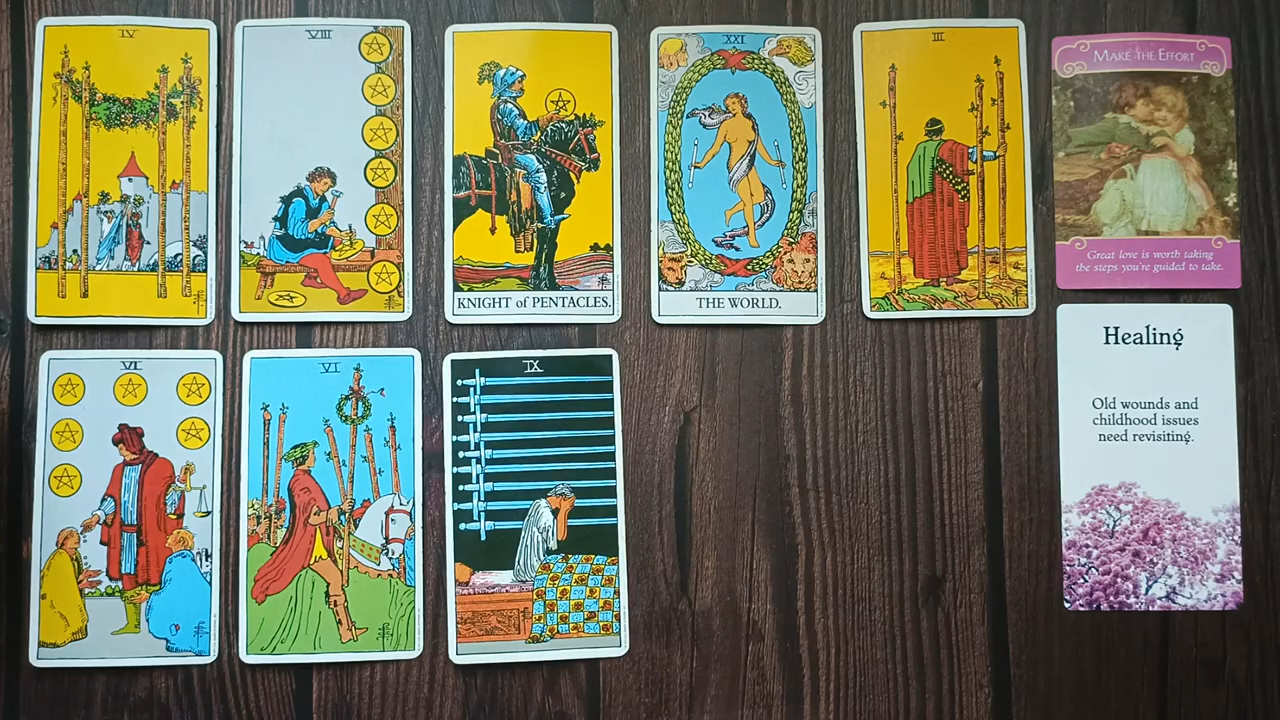 IV
VIII
KNIGHT of PENTACLES.
XXI
THE WORLD.
III
MAKE THE EFFORT
Great love is worth taking
the steps you're guided to take.
VI
VI
IX
Healing
Old wounds and
childhood issues
need revisiting.